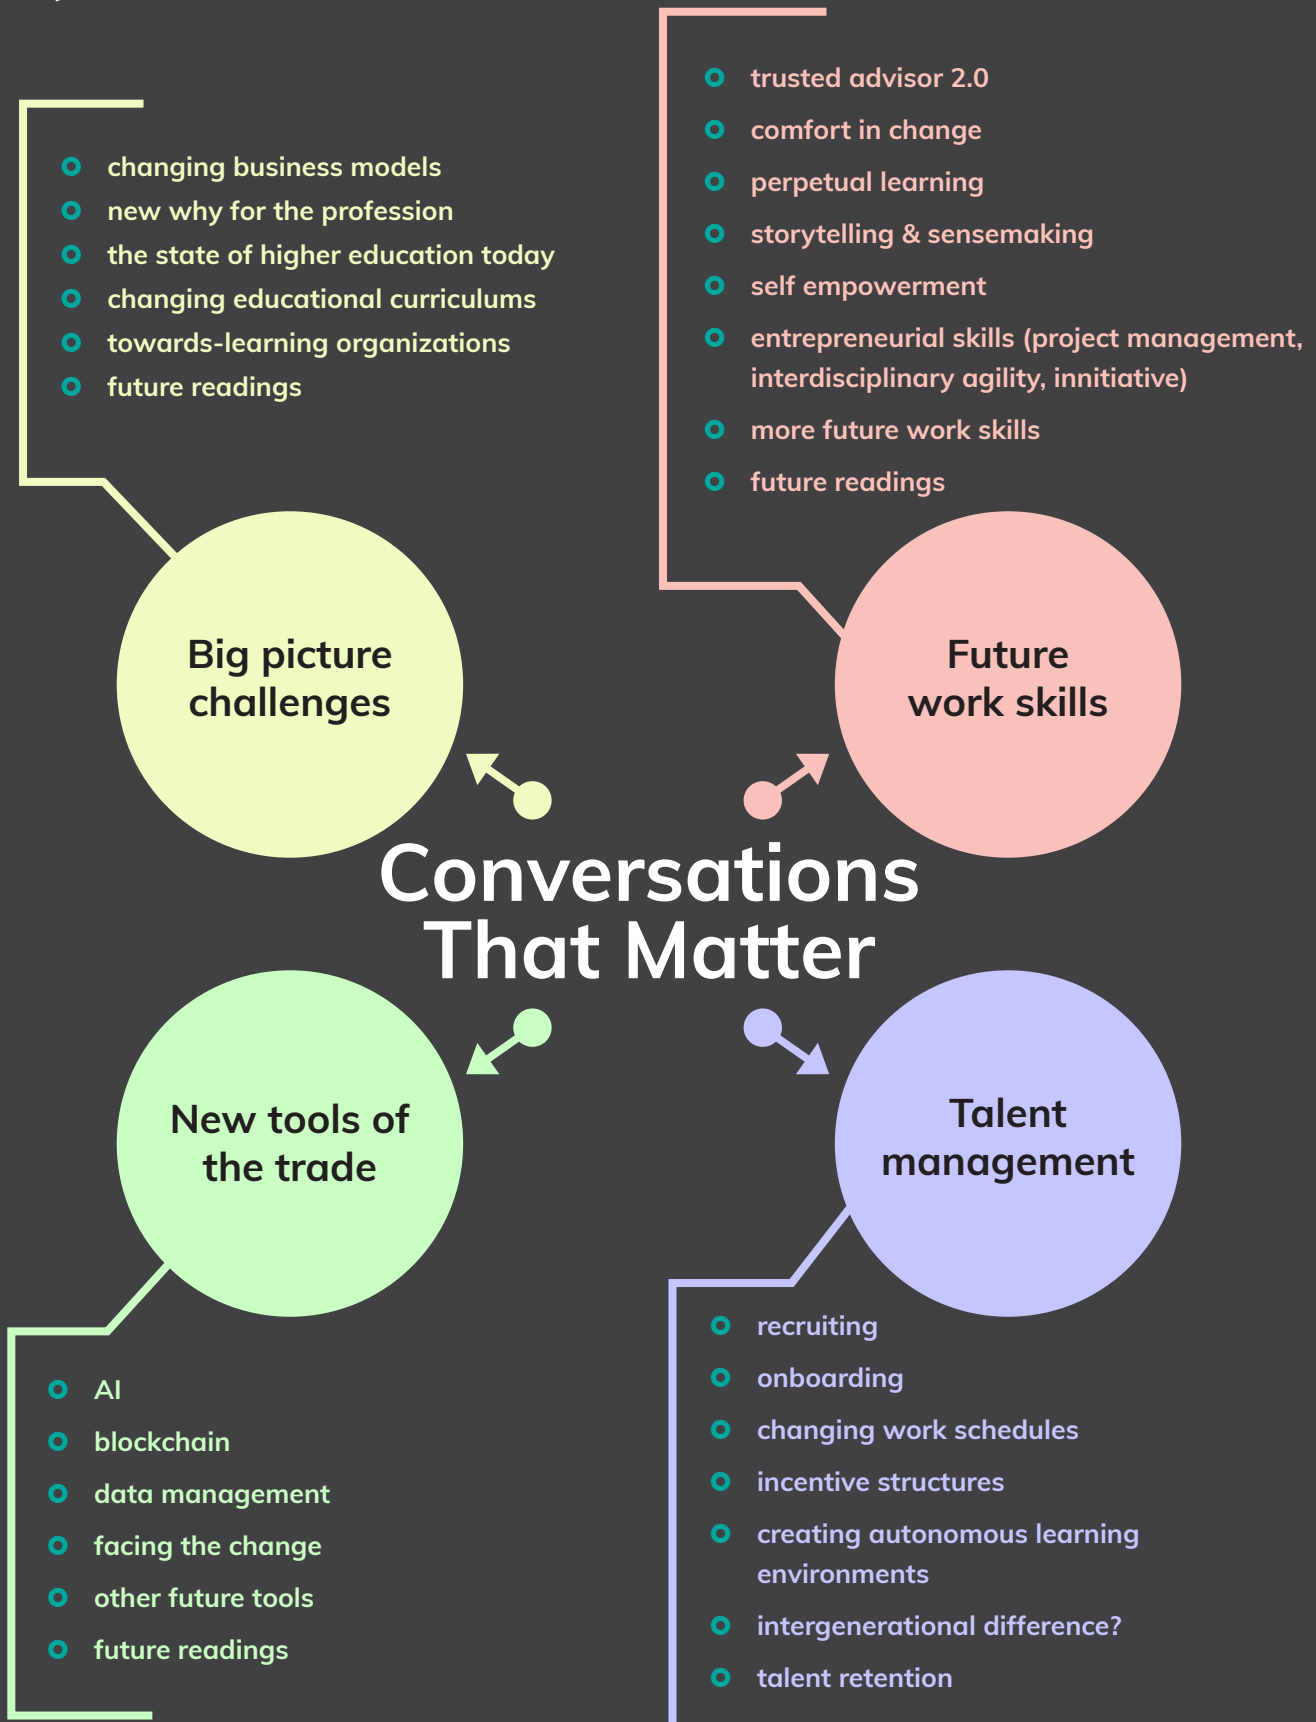 changing business models
new why for the profession
the state of higher education today
changing educational curriculums
towards-learning organizations
future readings
trusted advisor 2.0
comfort in change
perpetual learning
storytelling & sensemaking
self empowerment
entrepreneurial skills (project management,
interdisciplinary agility, innitiative)
more future work skills
future readings
Big picture
challenges
Future
work skills
Conversations
That Matter
New tools of
the trade
Talent
management
AI
blockchain
data management
facing the change
other future tools
future readings
recruiting
onboarding
changing work schedules
incentive structures
creating autonomous learning
environments
intergenerational difference?
talent retention